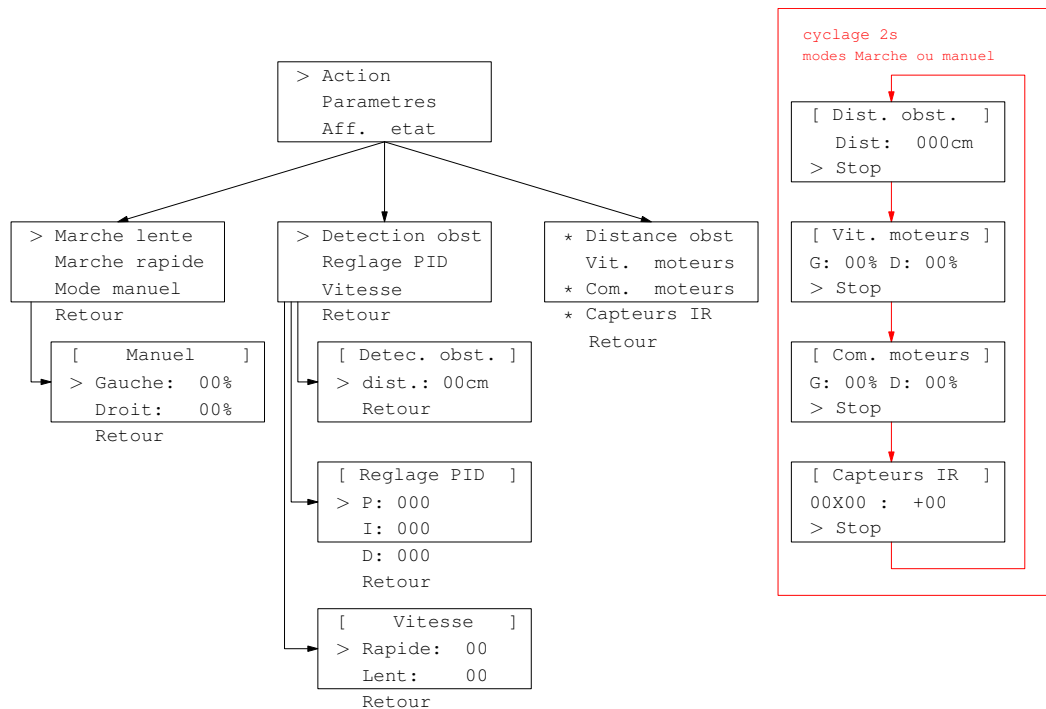 > Action
Parametres
Aff. etat
> Marche lente
Marche rapide
Mode manuel
Retour
[ Manuel ]
> Gauche: 00%
Droit: 00%
Retour
> Detection obst
Reglage PID
Vitesse
Retour
[ Detec. obst. ]
> dist.: 00cm
Retour
[ Reglage PID ]
> P: 000
I: 000
D: 000
Retour
[ Vitesse ]
> Rapide: 00
Lent: 00
Retour
* Distance obst
Vit. moteurs
* Com. moteurs
* Capteurs IR
Retour
cyclage 2s
modes Marche ou manuel
[ Dist. obst. ]
Dist: 000cm
> Stop
[ Vit. moteurs ]
G: 00% D: 00%
> Stop
[ Com. moteurs ]
G: 00% D: 00%
> Stop
[ Capteurs IR ]
00X00 : +00
> Stop